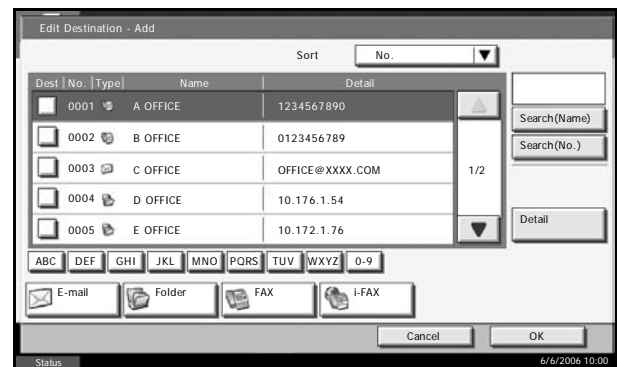 Edit Destination - Add
Sort No.
Dest No. Type Name Detail
0001 A OFFICE 1234567890
0002 B OFFICE 0123456789
0003 C OFFICE OFFICE@XXXX.COM
0004 D OFFICE 10.176.1.54
0005 E OFFICE 10.172.1.76
1/2
Search(Name)
Search(No.)
Detail
ABC DEF GHI JKL MNO PQRS TUV WXYZ 0-9
E-mail Folder FAX i-FAX
Cancel OK
Status 6/6/2006 10:00